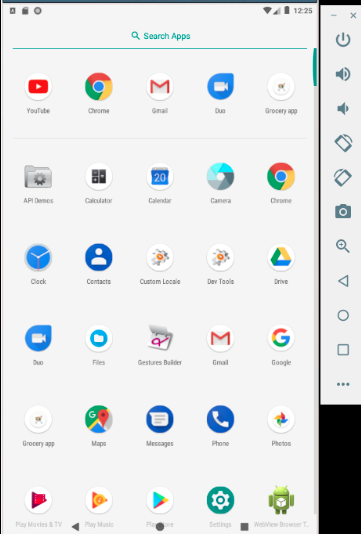 12:25
Search Apps
YouTube Chrome Gmail Duo Grocery app
API Demos Calculator Calendar Camera Chrome
Clock Contacts Custom Locale Dev Tools Drive
Duo Files Gestures Builder Gmail Google
Grocery app Maps Messages Phone Photos
Play Movies & TV Play Music Play Store Settings WebView Browser T...